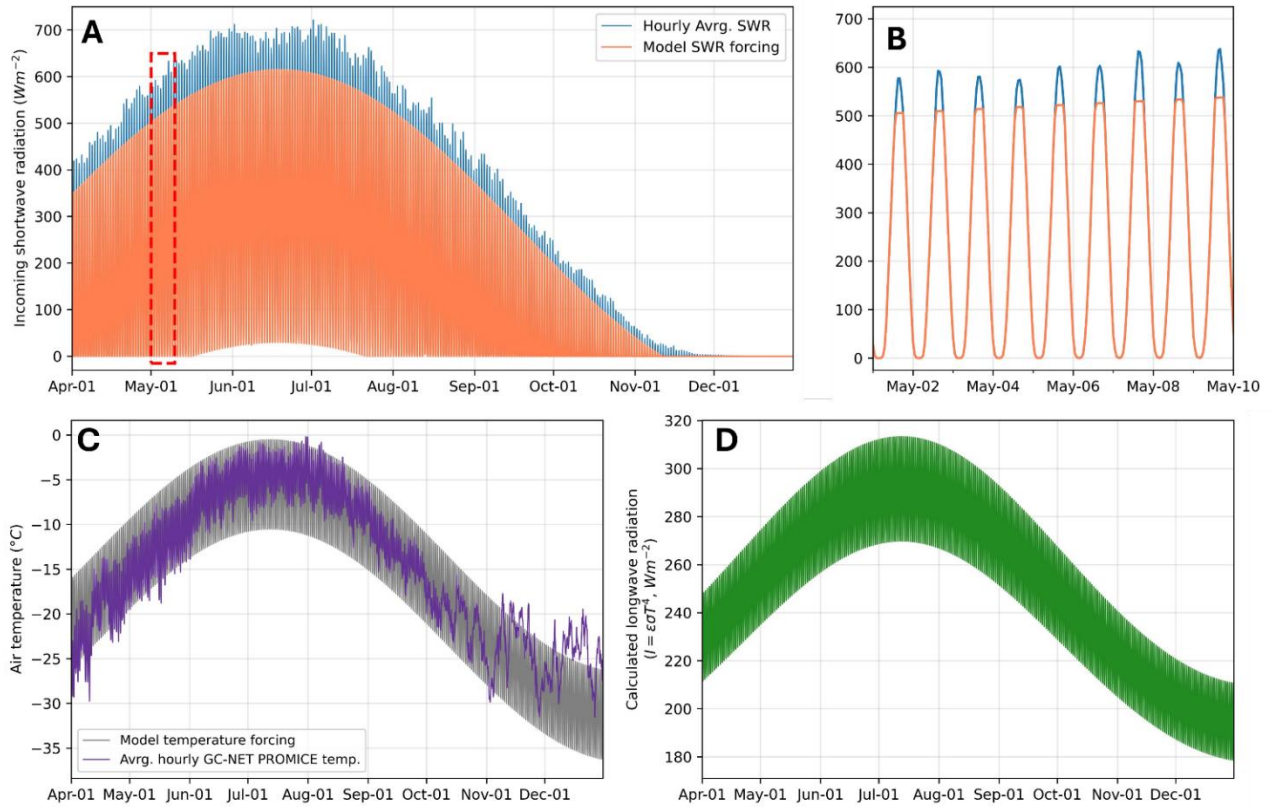 A
Hourly Avrg. SWR
Model SWR forcing
Incoming shortwave radiation (Wm⁻²)
700
600
500
400
300
200
100
0
Apr-01 May-01 Jun-01 Jul-01 Aug-01 Sep-01 Oct-01 Nov-01 Dec-01
B
700
600
500
400
300
200
100
0
May-02 May-04 May-06 May-08 May-10
C
Air temperature (°C)
0
−5
−10
−15
−20
−25
−30
−35
Model temperature forcing
Avrg. hourly GC-NET PROMICE temp.
Apr-01 May-01 Jun-01 Jul-01 Aug-01 Sep-01 Oct-01 Nov-01 Dec-01
D
Calculated longwave radiation
(I = εσT⁴, Wm⁻²)
320
300
280
260
240
220
200
180
Apr-01 May-01 Jun-01 Jul-01 Aug-01 Sep-01 Oct-01 Nov-01 Dec-01